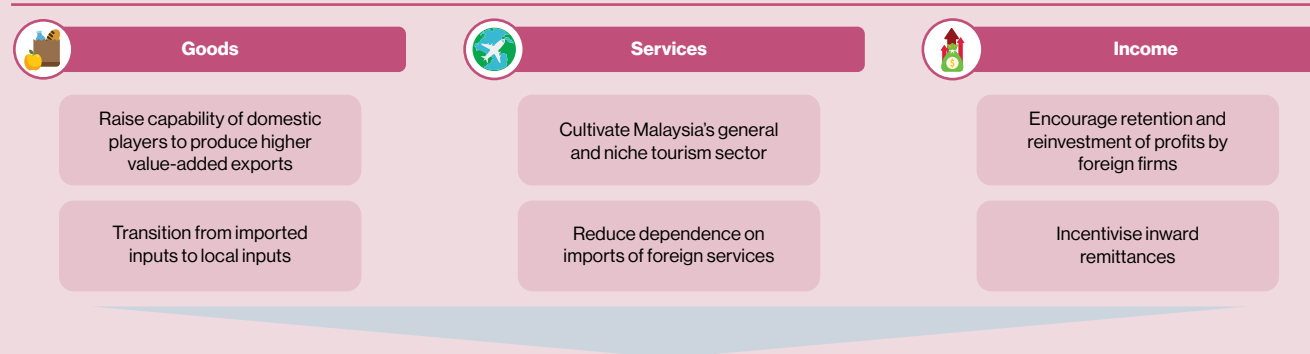 Goods
Raise capability of domestic
players to produce higher
value-added exports
Transition from imported
inputs to local inputs
Services
Cultivate Malaysia's general
and niche tourism sector
Reduce dependence on
imports of foreign services
Income
Encourage retention and
reinvestment of profits by
foreign firms
Incentivise inward
remittances